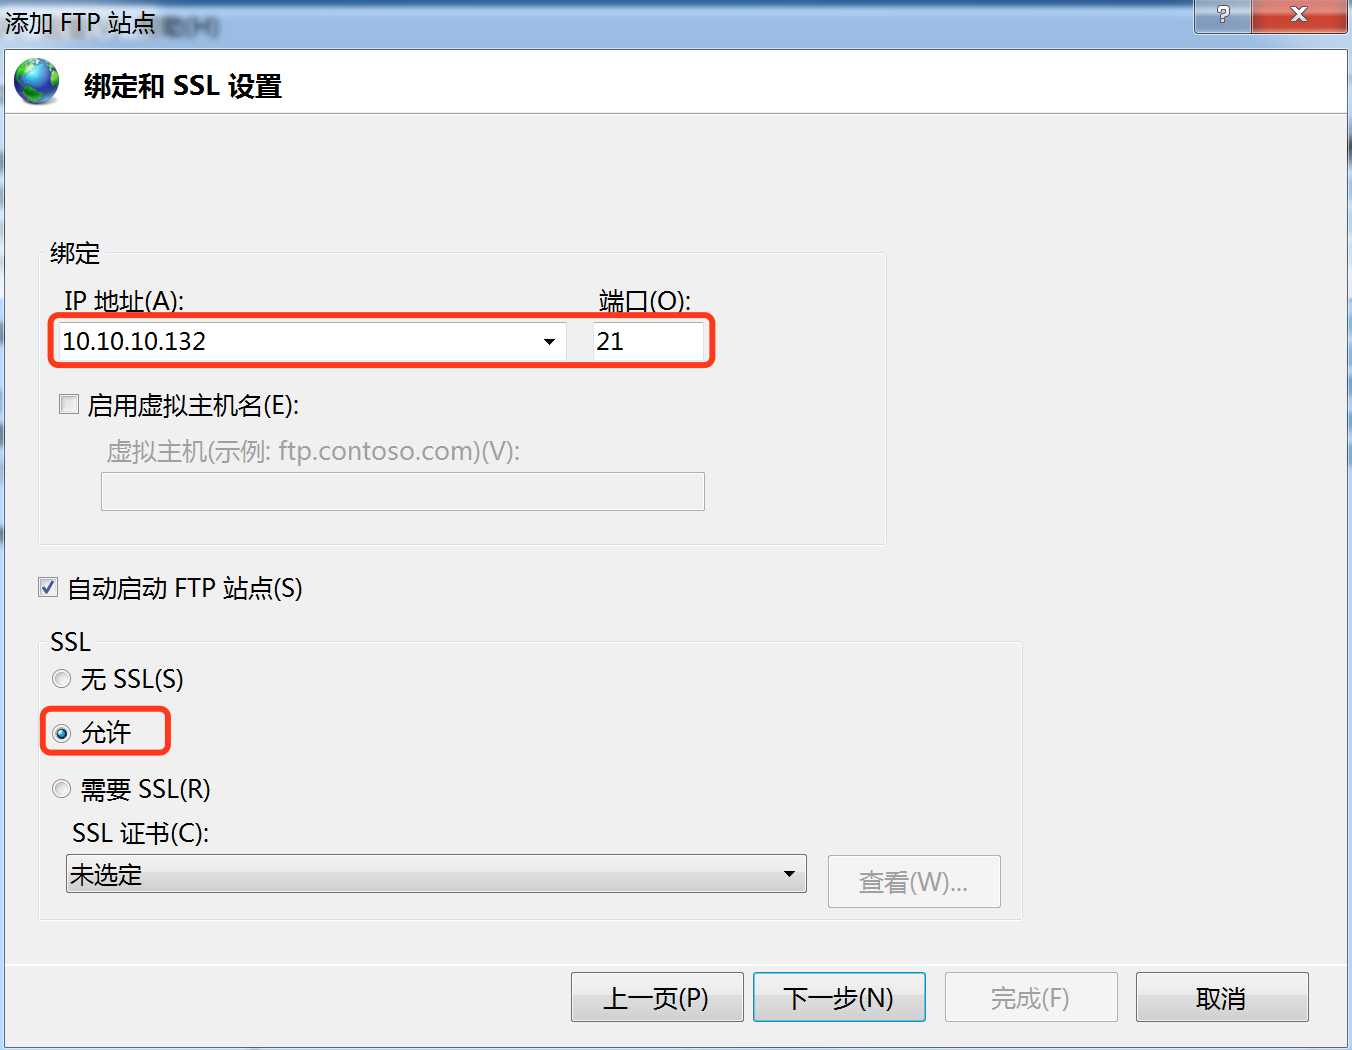 添加 FTP 站点
绑定和 SSL 设置
绑定
IP 地址(A):
端口(O):
10.10.10.132
21
启用虚拟主机名(E):
虚拟主机(示例: ftp.contoso.com)(V):
自动启动 FTP 站点(S)
SSL
无 SSL(S)
允许
需要 SSL(R)
SSL 证书(C):
未选定
查看(W)...
上一页(P)
下一步(N)
完成(F)
取消